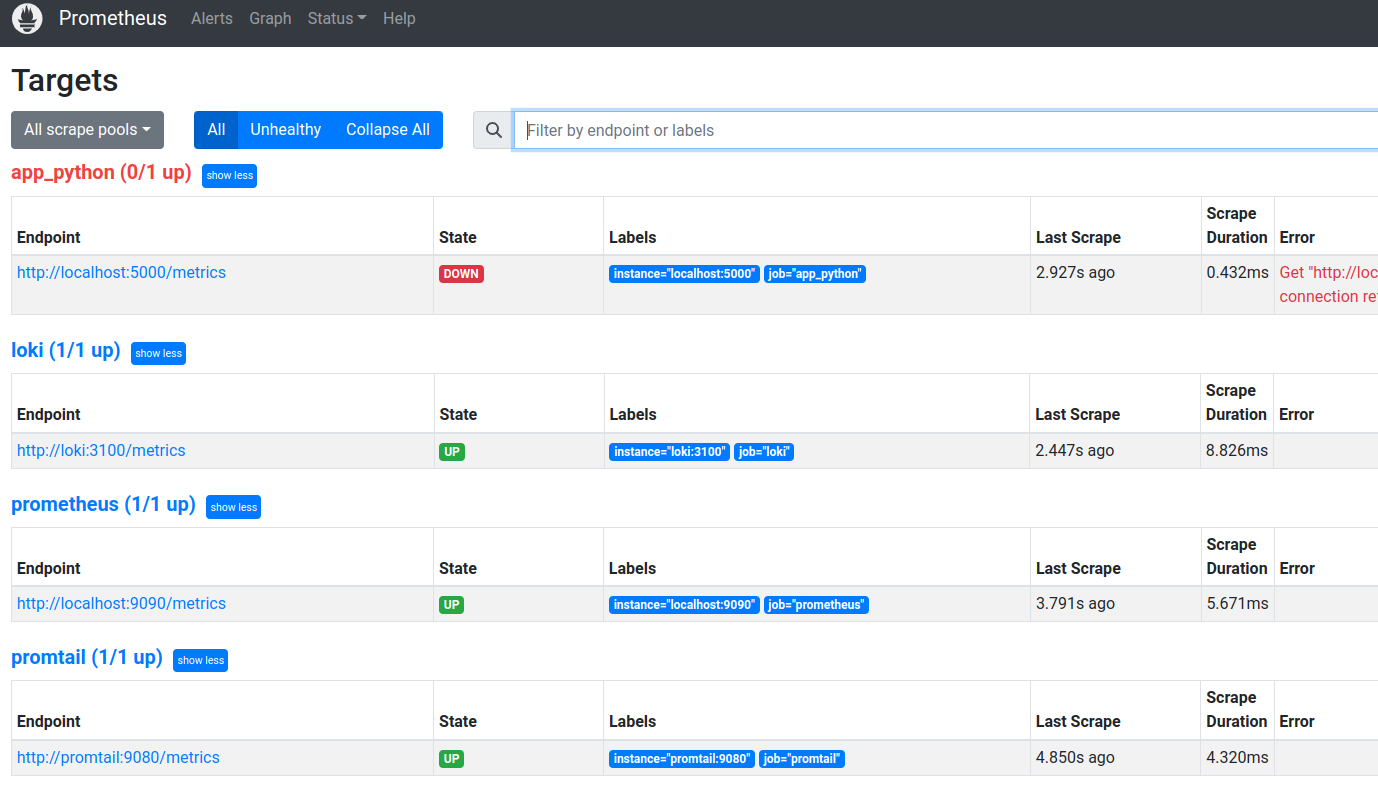 Prometheus Alerts Graph Status Help
Targets
All scrape pools All Unhealthy Collapse All Filter by endpoint or labels
app_python (0/1 up) show less
Endpoint State Labels Last Scrape Scrape Duration Error
http://localhost:5000/metrics DOWN instance="localhost:5000" job="app_python" 2.927s ago 0.432ms Get "http://loc
connection re
loki (1/1 up) show less
Endpoint State Labels Last Scrape Scrape Duration Error
http://loki:3100/metrics UP instance="loki:3100" job="loki" 2.447s ago 8.826ms
prometheus (1/1 up) show less
Endpoint State Labels Last Scrape Scrape Duration Error
http://localhost:9090/metrics UP instance="localhost:9090" job="prometheus" 3.791s ago 5.671ms
promtail (1/1 up) show less
Endpoint State Labels Last Scrape Scrape Duration Error
http://promtail:9080/metrics UP instance="promtail:9080" job="promtail" 4.850s ago 4.320ms